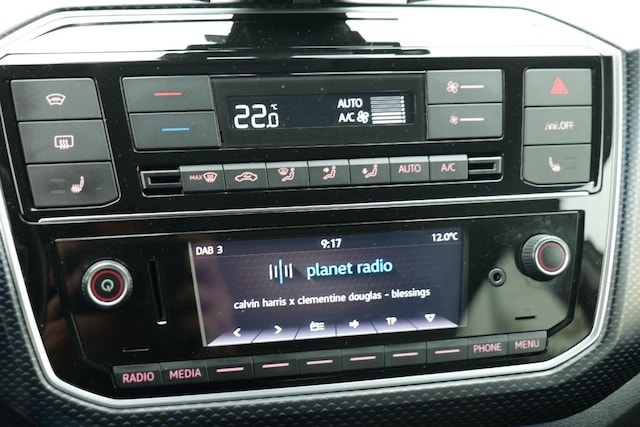 22.0 °C AUTO
A/C
OFF
MAX AUTO A/C
DAB 3 9:17 12.0°C
planet radio
calvin harris x clementine douglas - blessings
TP
RADIO MEDIA PHONE MENU